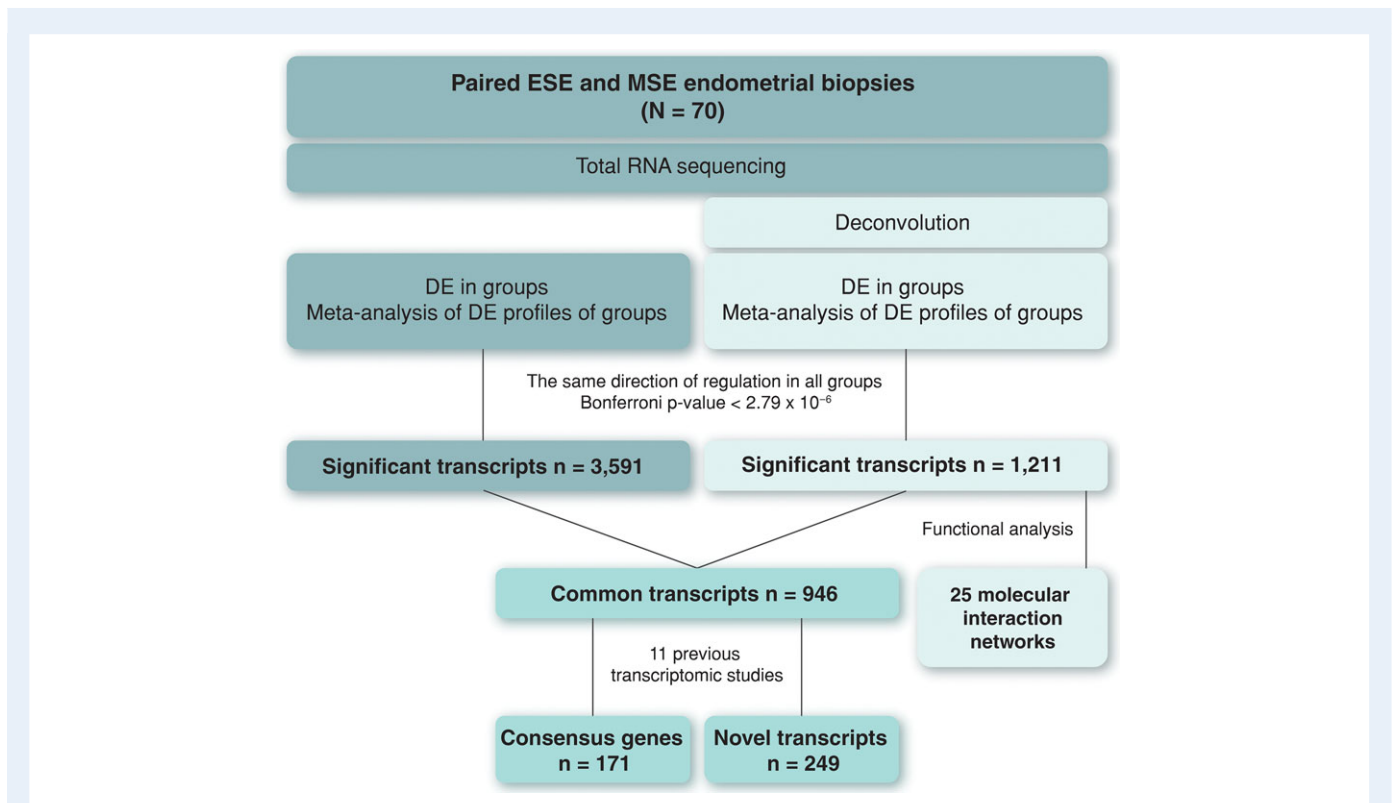 Paired ESE and MSE endometrial biopsies
(N = 70)
Total RNA sequencing
Deconvolution
DE in groups
Meta-analysis of DE profiles of groups
DE in groups
Meta-analysis of DE profiles of groups
The same direction of regulation in all groups
Bonferroni p-value < 2.79 x 10⁻⁶
Significant transcripts n = 3,591
Significant transcripts n = 1,211
Functional analysis
Common transcripts n = 946
25 molecular
interaction
networks
11 previous
transcriptomic studies
Consensus genes
n = 171
Novel transcripts
n = 249